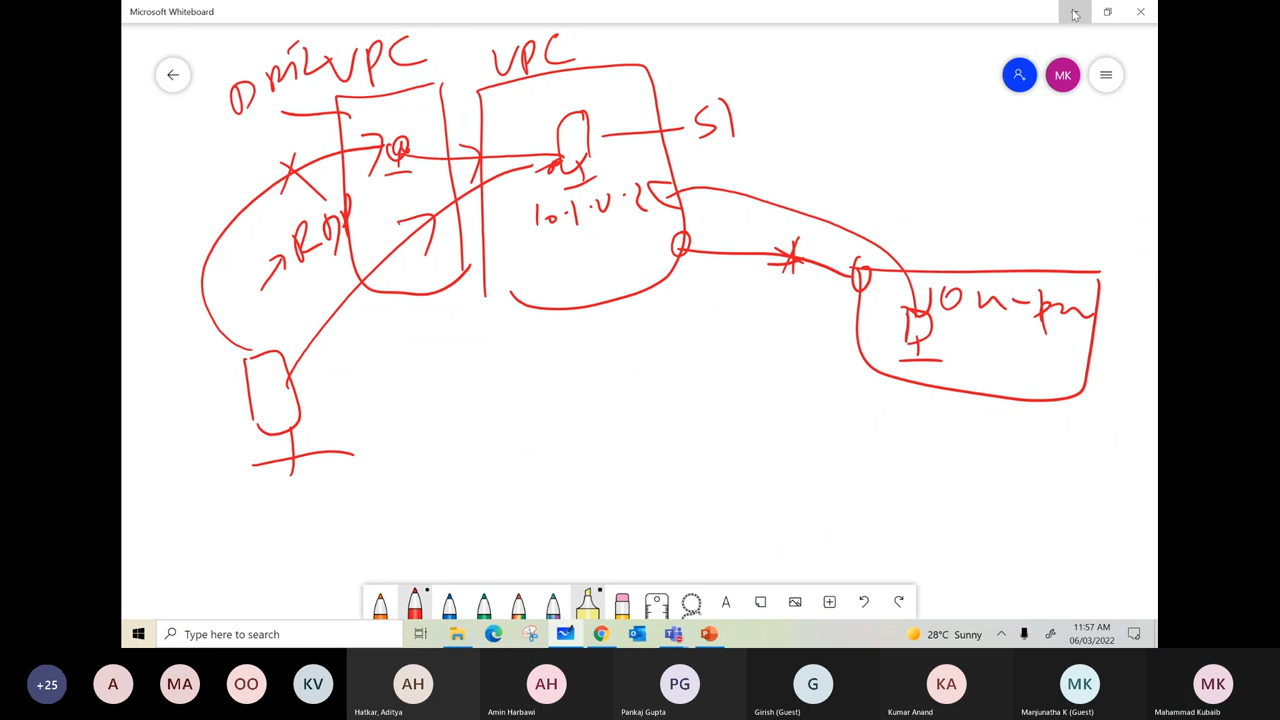 Microsoft Whiteboard
MK
VPC
VPC
S1
10.1.0.2
On-pm
A
Type here to search
28°C Sunny
11:57 AM
06/03/2022
+25
A
MA
OO
KV
AH
Hatkar, Aditya
AH
Amin Harbawi
PG
Pankaj Gupta
G
Girish (Guest)
KA
Kumar Anand
MK
Manjunatha K (Guest)
MK
Mahammad Kubaib